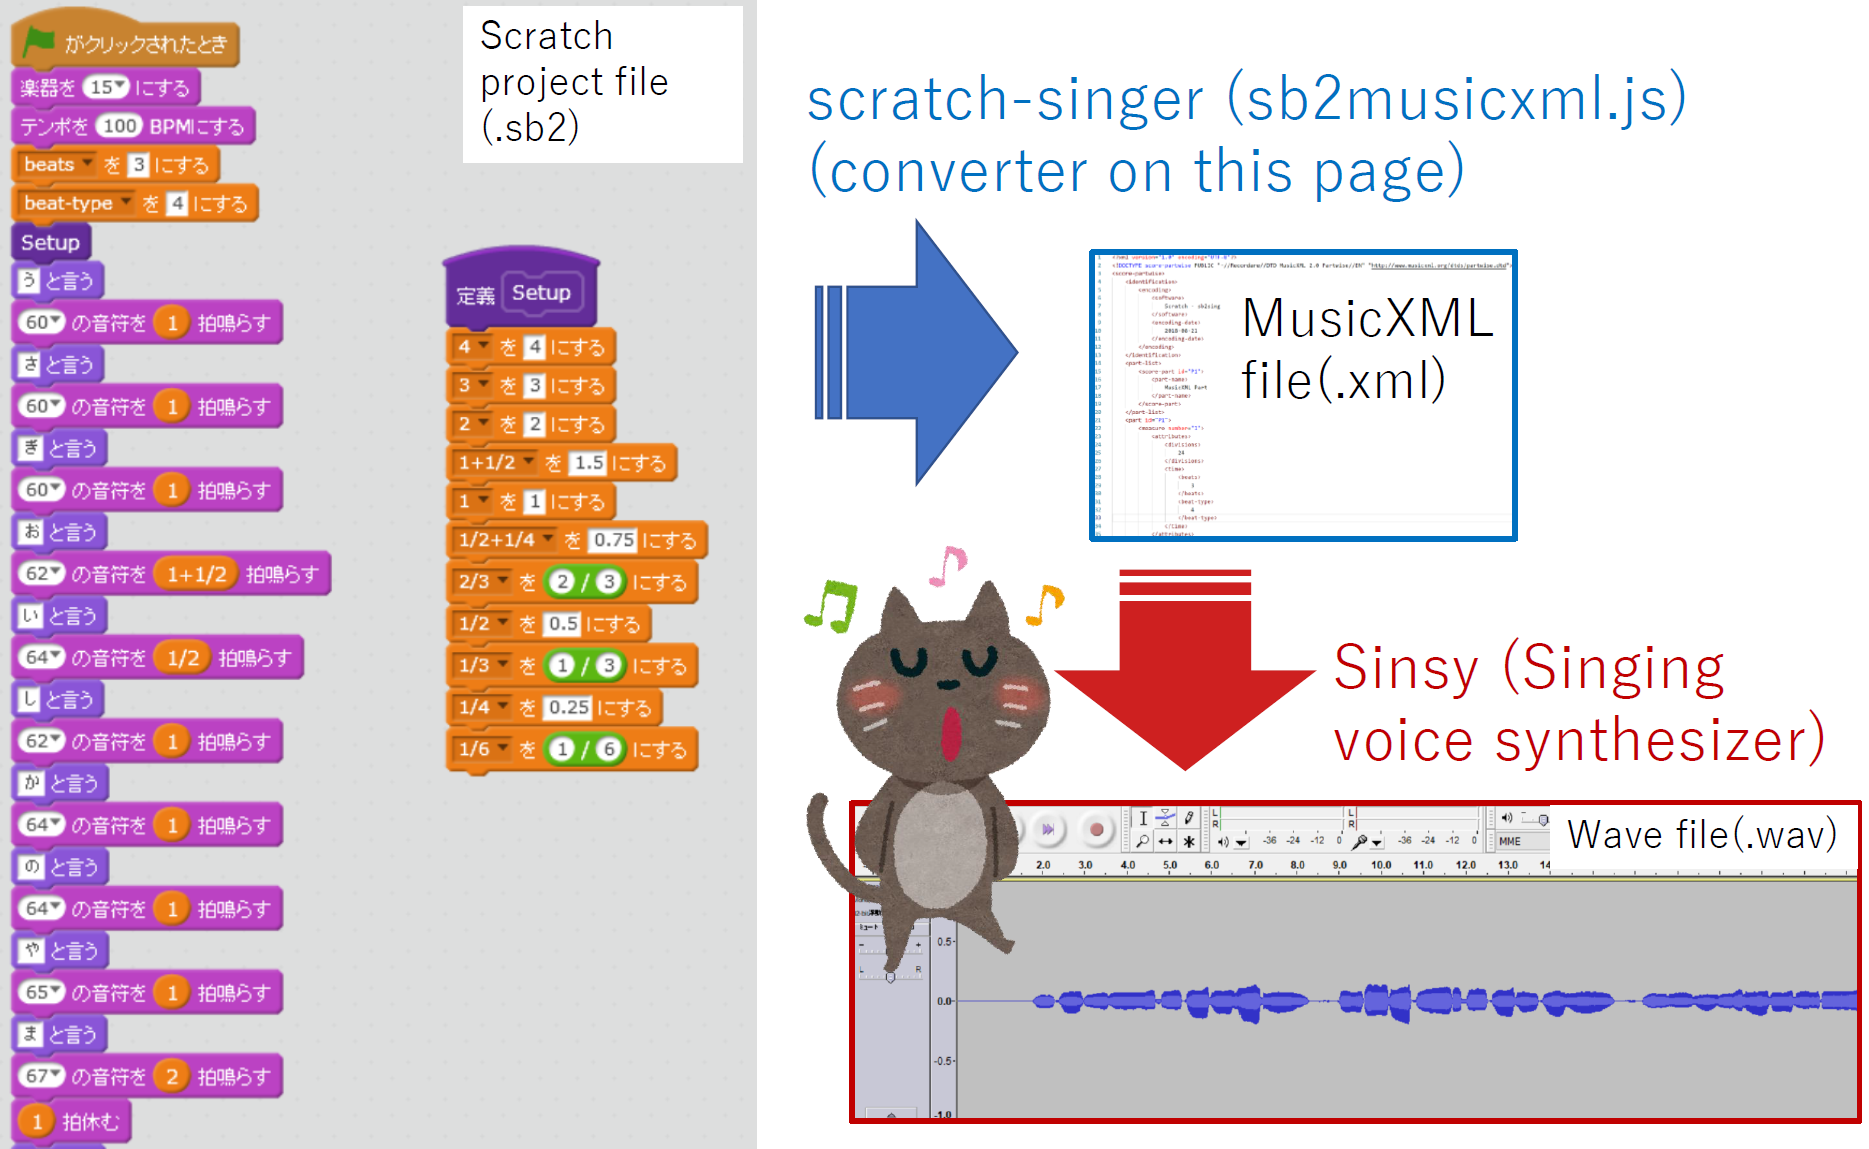 がクリックされたとき
楽器を 15 にする
テンポを 100 BPMにする
beats を 3 にする
beat-type を 4 にする
Setup
う と言う
60 の音符を 1 拍鳴らす
さ と言う
60 の音符を 1 拍鳴らす
ぎ と言う
60 の音符を 1 拍鳴らす
お と言う
62 の音符を 1+1/2 拍鳴らす
い と言う
64 の音符を 1/2 拍鳴らす
し と言う
62 の音符を 1 拍鳴らす
か と言う
64 の音符を 1 拍鳴らす
の と言う
64 の音符を 1 拍鳴らす
や と言う
65 の音符を 1 拍鳴らす
ま と言う
67 の音符を 2 拍鳴らす
1 拍休む
Scratch
project file
(.sb2)
定義 Setup
4 を 4 にする
3 を 3 にする
2 を 2 にする
1+1/2 を 1.5 にする
1 を 1 にする
1/2+1/4 を 0.75 にする
2/3 を 2 / 3 にする
1/2 を 0.5 にする
1/3 を 1 / 3 にする
1/4 を 0.25 にする
1/6 を 1 / 6 にする
scratch-singer (sb2musicxml.js)
(converter on this page)
MusicXML
file(.xml)
Sinsy (Singing
voice synthesizer)
Wave file(.wav)
L
R
L
R
-36 -24 -12 0
-36 -24 -12 0
MME
2.0 3.0 4.0 5.0 6.0 7.0 8.0 9.0 10.0 11.0 12.0 13.0 14
L R
0.5
0.0
-0.5
-1.0